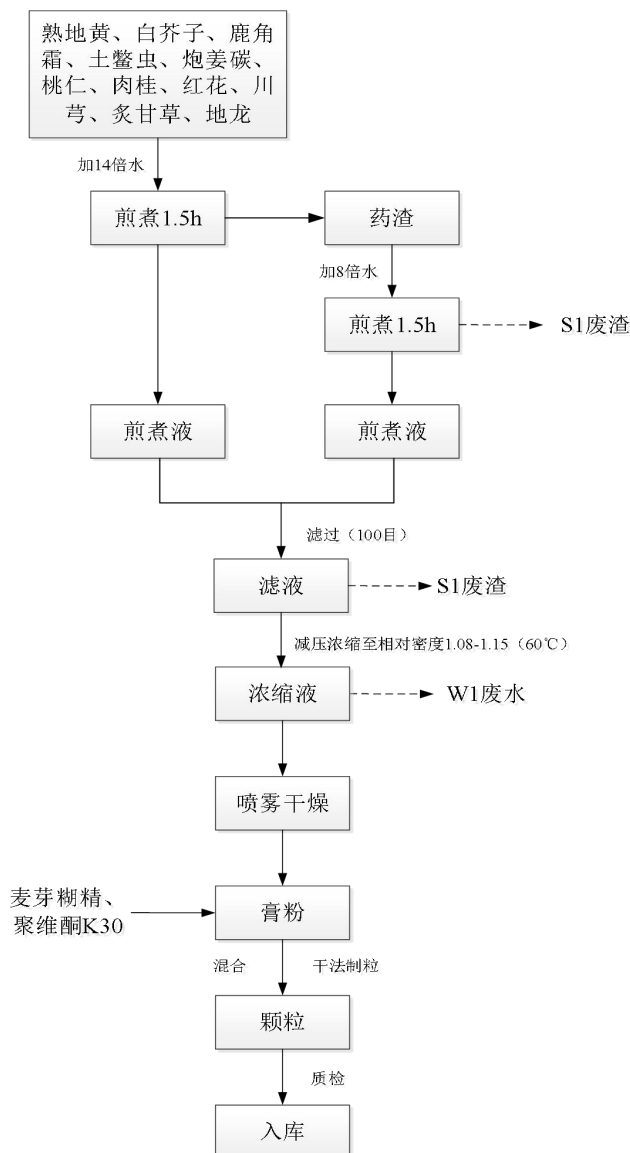 熟地黄、白芥子、鹿角
霜、土鳖虫、炮姜碳、
桃仁、肉桂、红花、川
芎、炙甘草、地龙
加14倍水
煎煮1.5h
药渣
加8倍水
煎煮1.5h
S1废渣
煎煮液
煎煮液
滤过（100目）
滤液
S1废渣
减压浓缩至相对密度1.08-1.15（60℃）
浓缩液
W1废水
喷雾干燥
麦芽糊精、
聚维酮K30
膏粉
混合
干法制粒
颗粒
质检
入库